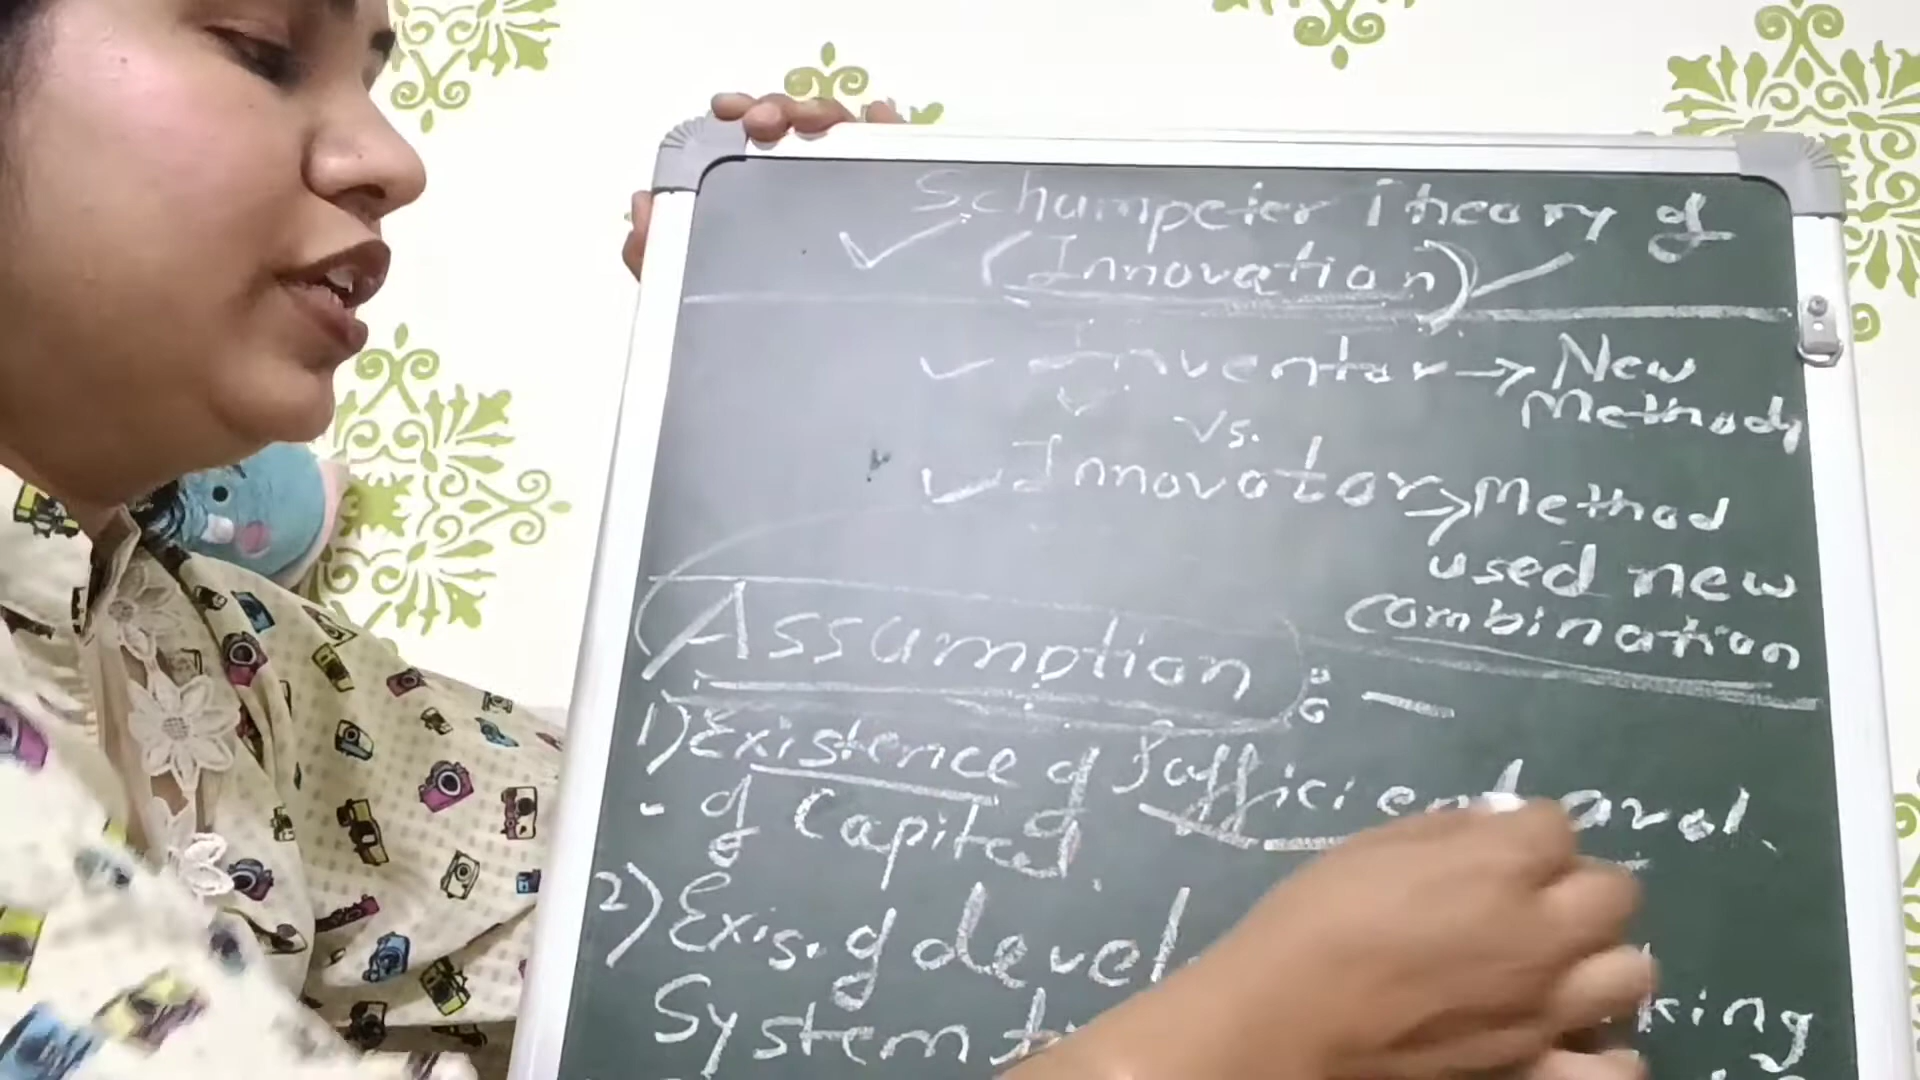 Schumpeter Theory of
(Innovation)
Inventor → New
Methods
Vs.
Innovator → Method
used new
combination
Assumption : —
1) Existence of Sufficient
- of Capital.
2) Exis. of devel
System
king